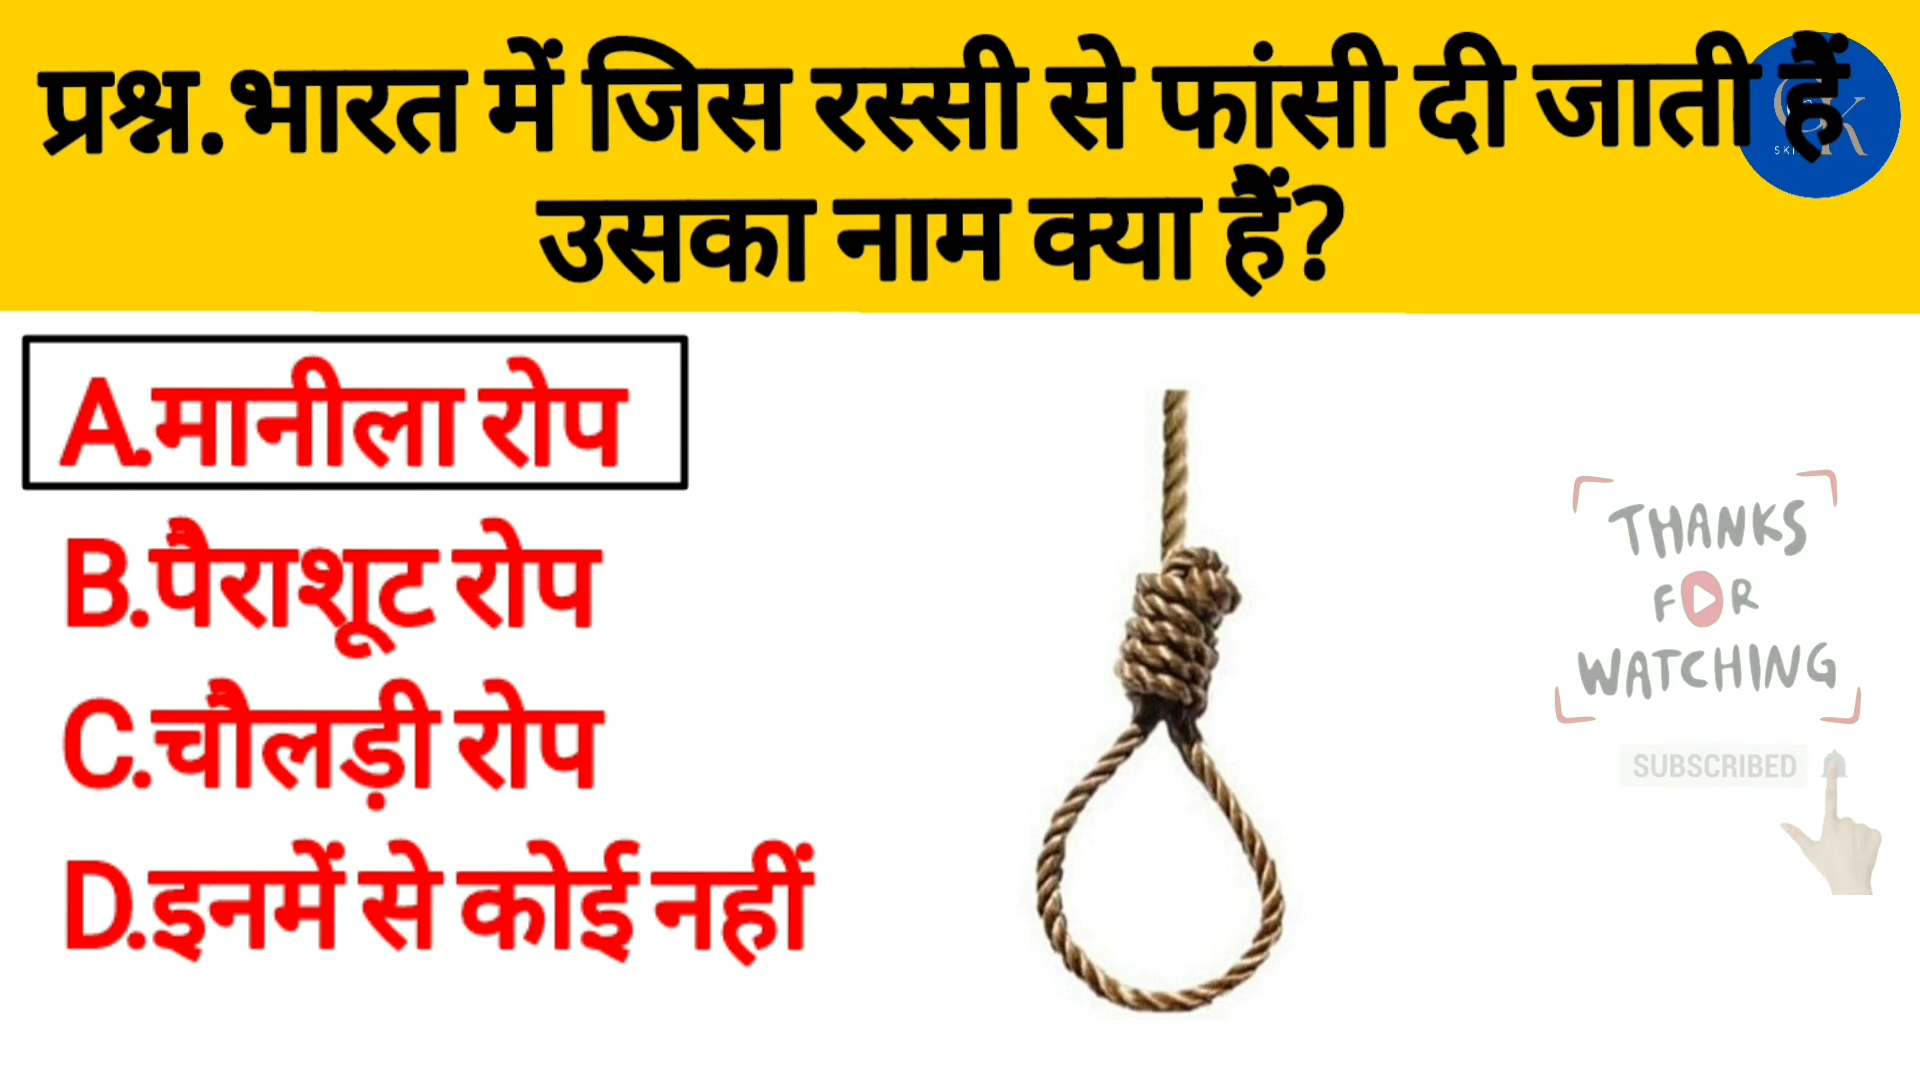 प्रश्न.भारत में जिस रस्सी से फांसी दी जाती हैं
उसका नाम क्या हैं?
A.मानीला रोप
B.पैराशूट रोप
C.चौलड़ी रोप
D.इनमें से कोई नहीं
THANKS
FOR
WATCHING
SUBSCRIBED